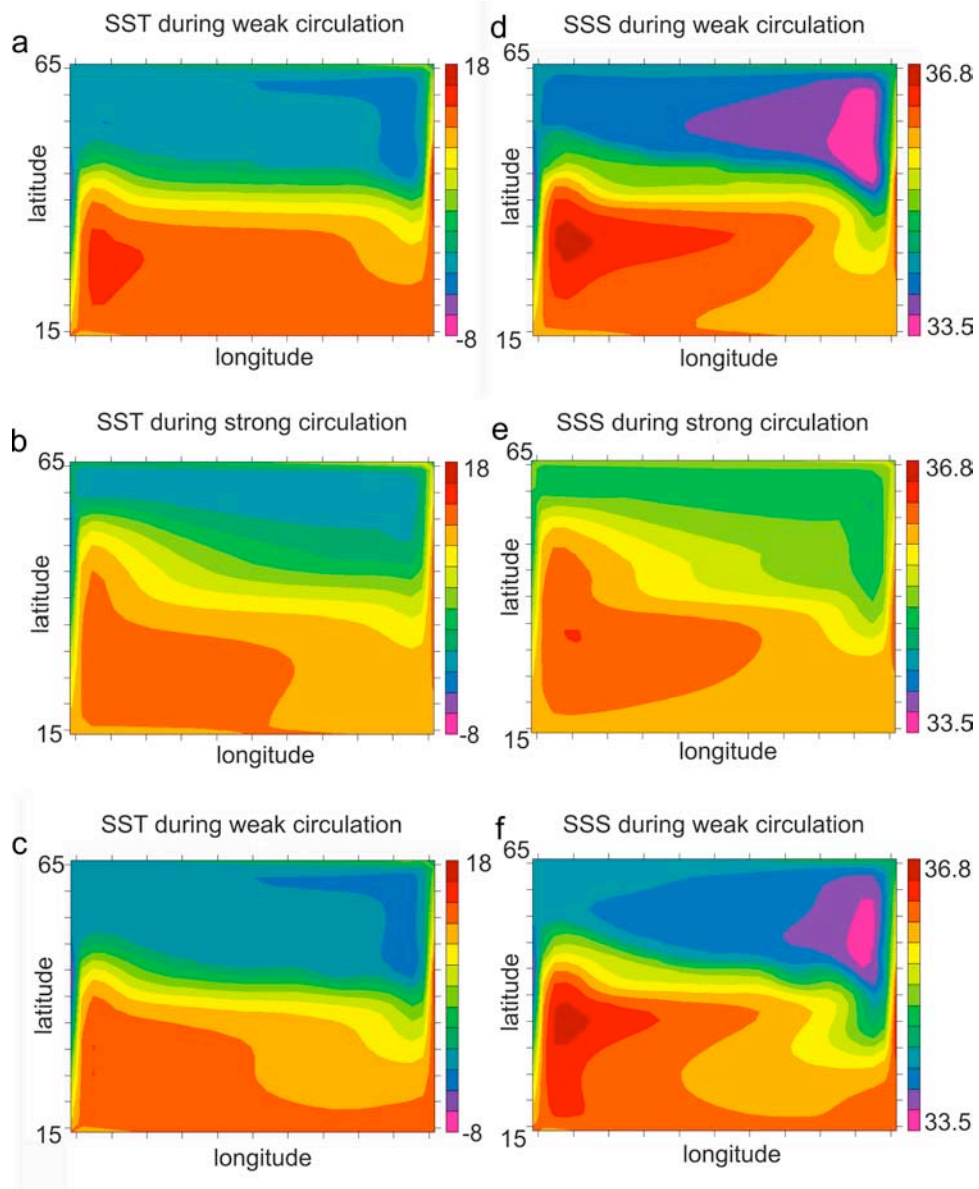 a
SST during weak circulation
65
18
latitude
15
-8
longitude
d
SSS during weak circulation
65
36.8
latitude
15
33.5
longitude
b
SST during strong circulation
65
18
latitude
15
-8
longitude
e
SSS during strong circulation
65
36.8
latitude
15
33.5
longitude
c
SST during weak circulation
65
18
latitude
15
-8
longitude
f
SSS during weak circulation
65
36.8
latitude
15
33.5
longitude